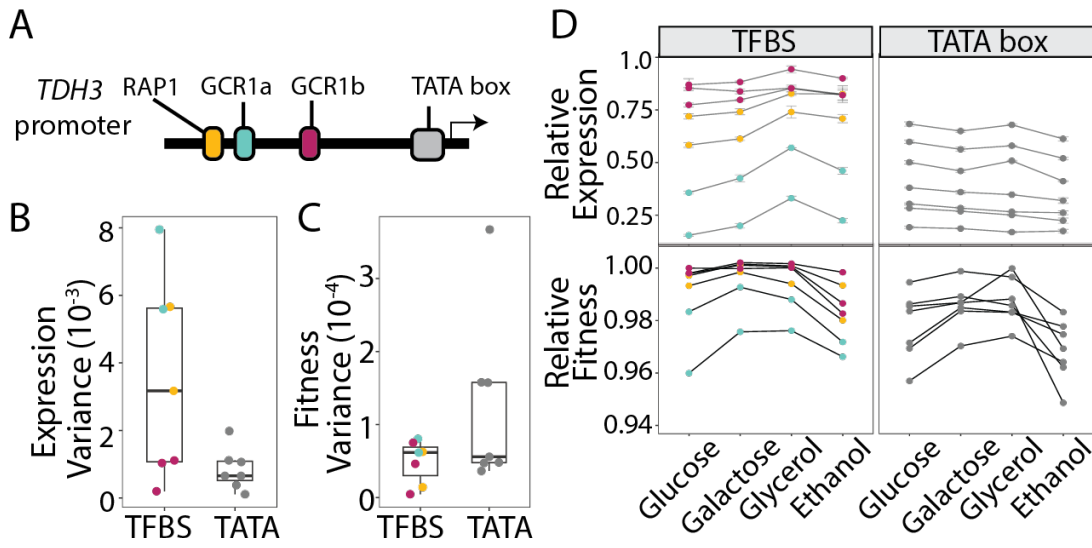 A
TDH3
promoter
RAP1
GCR1a
GCR1b
TATA box
B
Expression
Variance (10⁻³)
8
6
4
2
0
TFBS
TATA
C
Fitness
Variance (10⁻⁴)
3
2
1
0
TFBS
TATA
D
TFBS
TATA box
Relative
Expression
1.0
0.75
0.50
0.25
Relative
Fitness
1.00
0.98
0.96
0.94
Glucose
Galactose
Glycerol
Ethanol
Glucose
Galactose
Glycerol
Ethanol